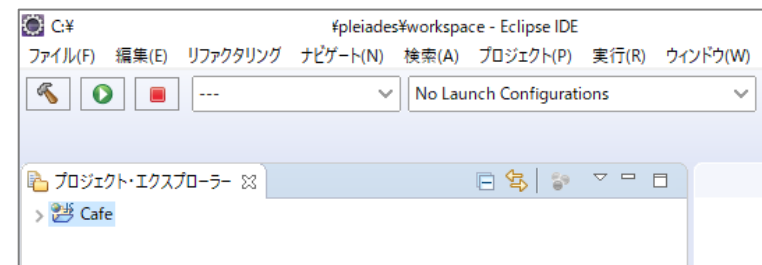 C:¥ ¥pleiades¥workspace - Eclipse IDE
ファイル(F) 編集(E) リファクタリング ナビゲート(N) 検索(A) プロジェクト(P) 実行(R) ウィンドウ(W)
--- No Launch Configurations
プロジェクト・エクスプローラー
Cafe